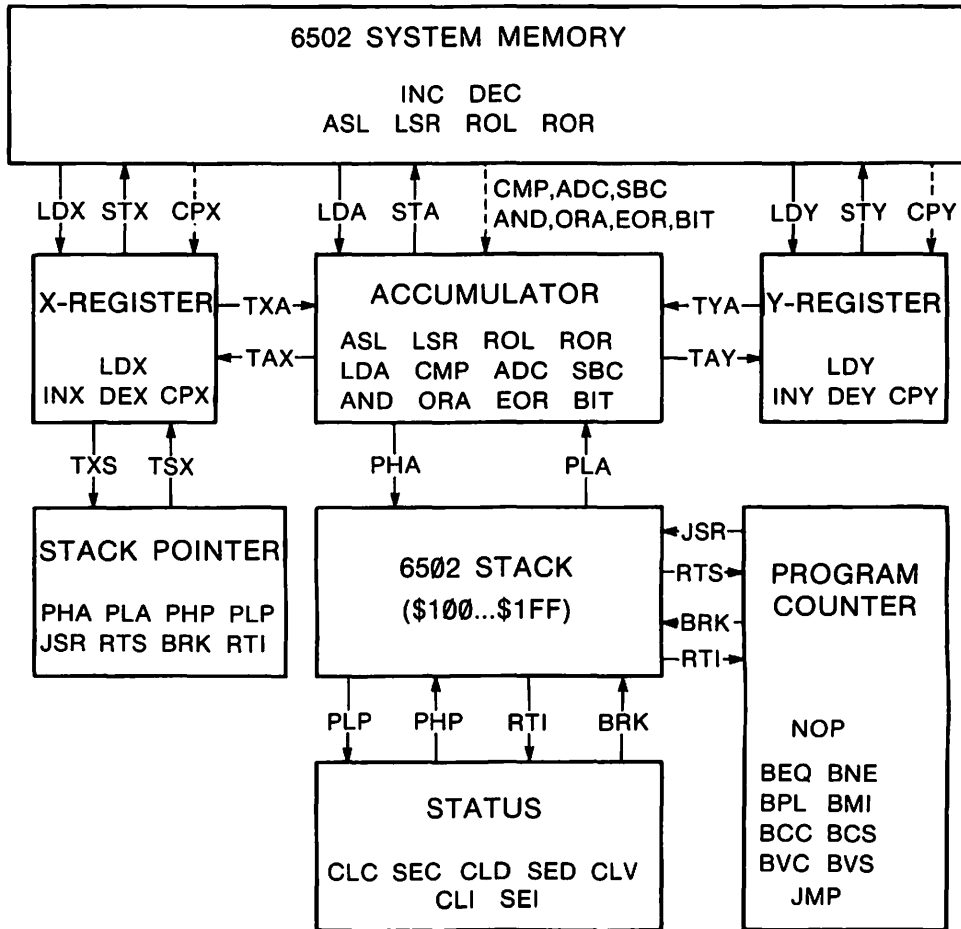 6502 SYSTEM MEMORY
INC DEC
ASL LSR ROL ROR
LDX STX CPX
LDA STA
CMP,ADC,SBC
AND,ORA,EOR,BIT
LDY STY CPY
X-REGISTER
LDX
INX DEX CPX
TXA
TAX
ACCUMULATOR
ASL LSR ROL ROR
LDA CMP ADC SBC
AND ORA EOR BIT
TYA
TAY
Y-REGISTER
LDY
INY DEY CPY
TXS TSX
PHA PLA
STACK POINTER
PHA PLA PHP PLP
JSR RTS BRK RTI
6502 STACK
($100...$1FF)
JSR
RTS
BRK
RTI
PROGRAM
COUNTER
NOP
BEQ BNE
BPL BMI
BCC BCS
BVC BVS
JMP
PLP PHP RTI BRK
STATUS
CLC SEC CLD SED CLV
CLI SEI